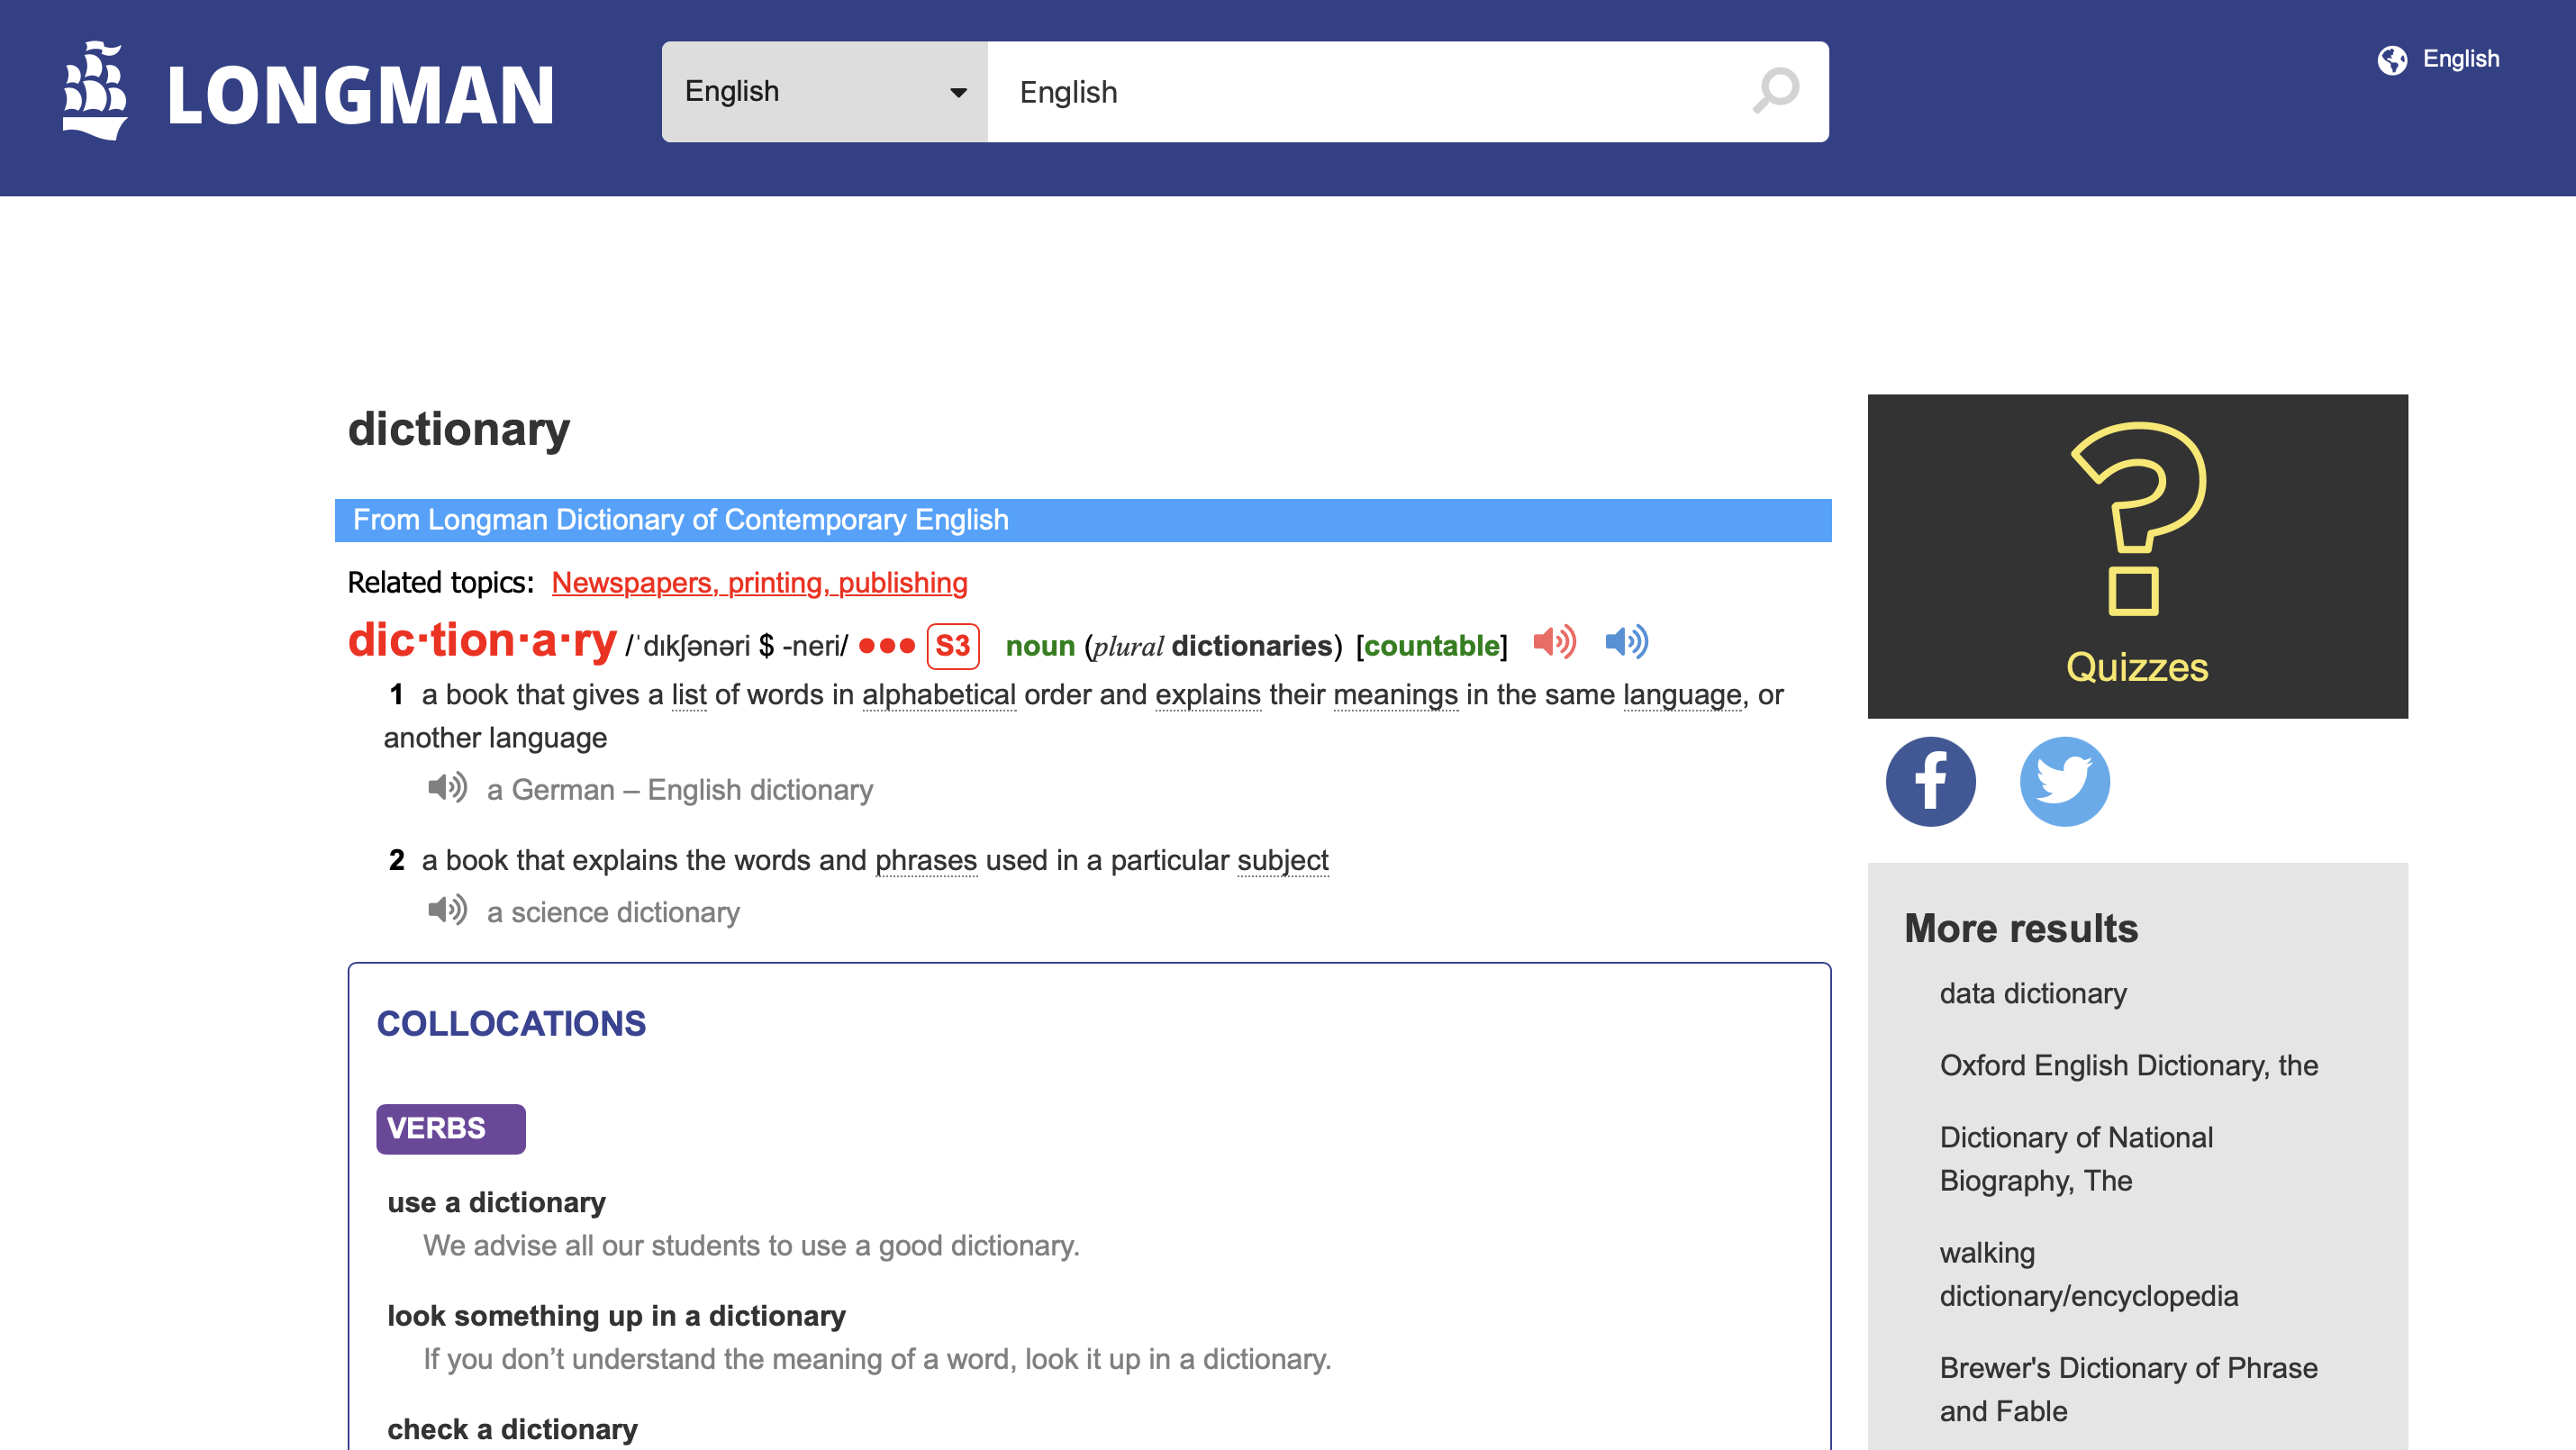 LONGMAN
English
English
English
dictionary
From Longman Dictionary of Contemporary English
Related topics: Newspapers, printing, publishing
dic‧tion‧a‧ry /ˈdɪkʃənəri $ -neri/ ●●● S3 noun (plural dictionaries) [countable]
1 a book that gives a list of words in alphabetical order and explains their meanings in the same language, or
another language
a German – English dictionary
2 a book that explains the words and phrases used in a particular subject
a science dictionary
COLLOCATIONS
VERBS
use a dictionary
We advise all our students to use a good dictionary.
look something up in a dictionary
If you don’t understand the meaning of a word, look it up in a dictionary.
check a dictionary
?
Quizzes
More results
data dictionary
Oxford English Dictionary, the
Dictionary of National
Biography, The
walking
dictionary/encyclopedia
Brewer's Dictionary of Phrase
and Fable